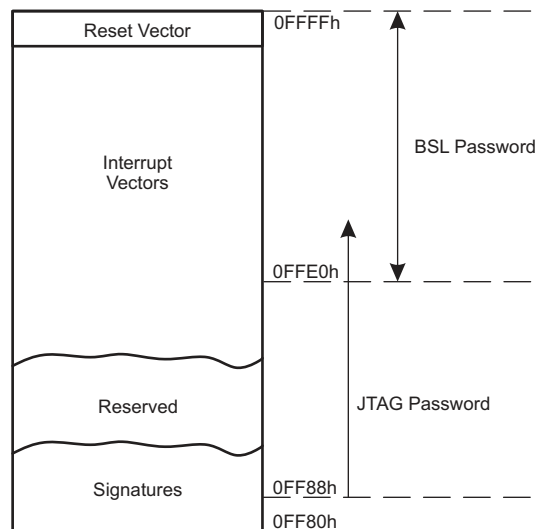 Reset Vector
0FFFFh
BSL Password
Interrupt
Vectors
0FFE0h
Reserved
JTAG Password
Signatures
0FF88h
0FF80h